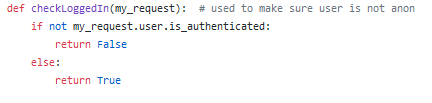 def checkLoggedIn(my_request):  # used to make sure user is not anon
    if not my_request.user.is_authenticated:
        return False
    else:
        return True